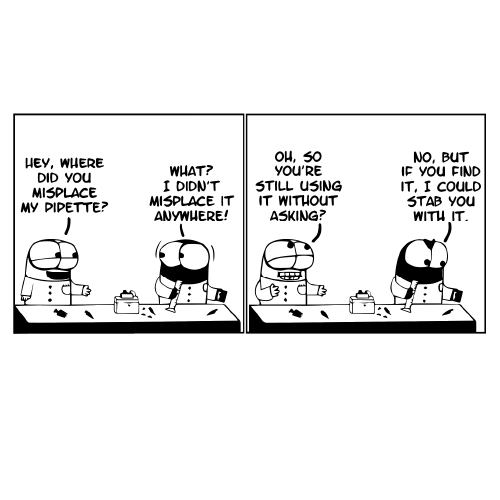 HEY, WHERE
DID YOU
MISPLACE
MY PIPETTE?
WHAT?
I DIDN'T
MISPLACE IT
ANYWHERE!
OH, SO
YOU'RE
STILL USING
IT WITHOUT
ASKING?
NO, BUT
IF YOU FIND
IT, I COULD
STAB YOU
WITH IT.